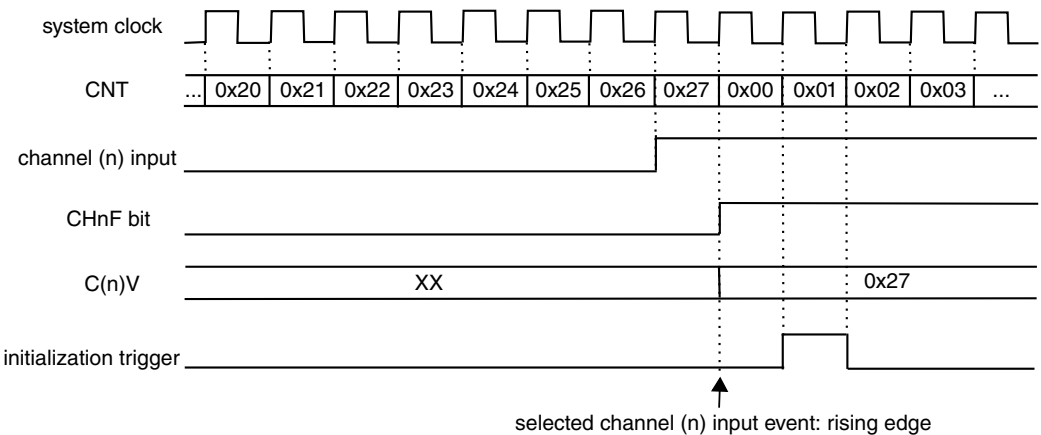 system clock
CNT ... 0x20 0x21 0x22 0x23 0x24 0x25 0x26 0x27 0x00 0x01 0x02 0x03 ...
channel (n) input
CHnF bit
C(n)V XX 0x27
initialization trigger
selected channel (n) input event: rising edge